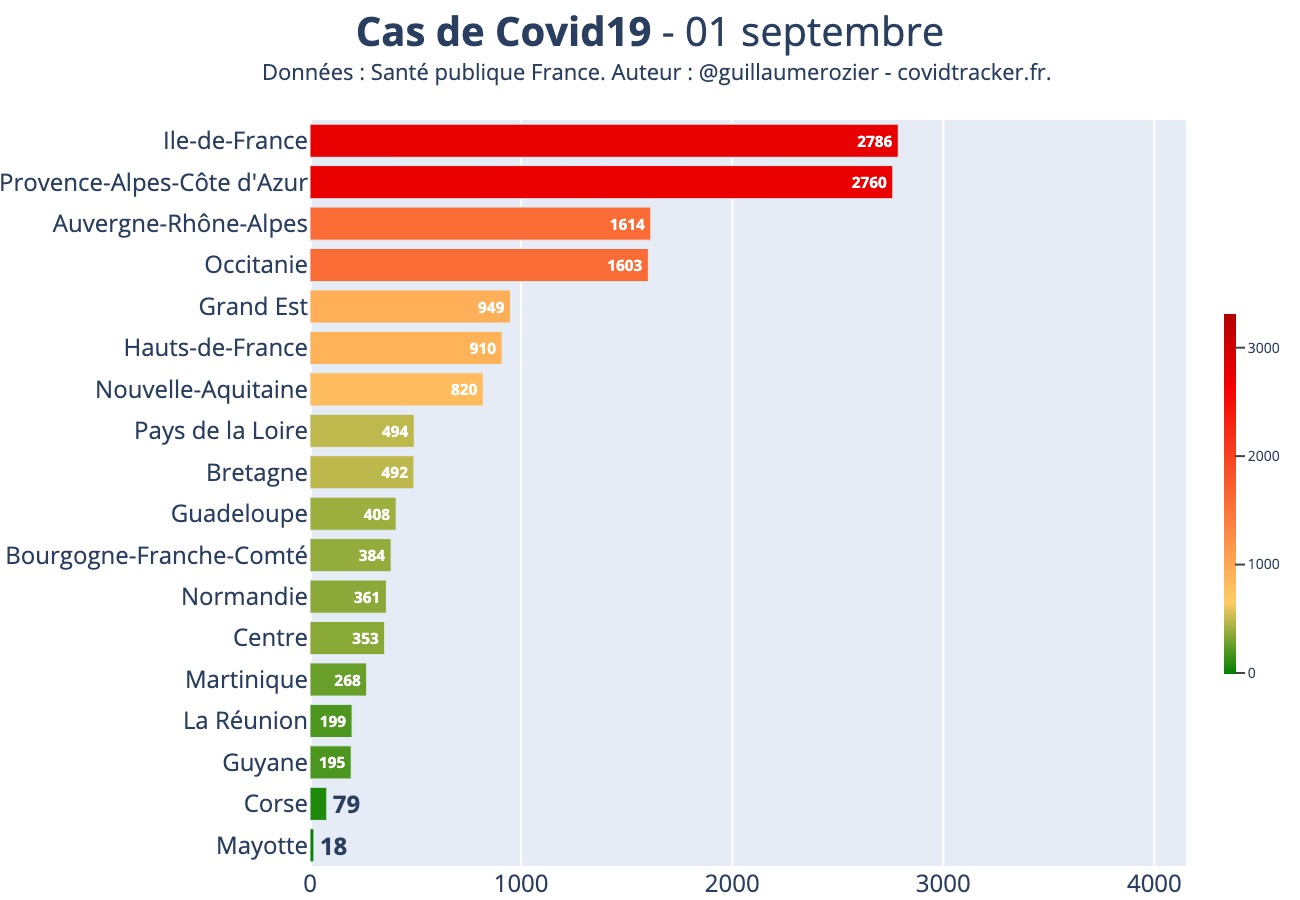 Cas de Covid19 - 01 septembre
Données : Santé publique France. Auteur : @guillaumerozier - covidtracker.fr.
Ile-de-France 2786
Provence-Alpes-Côte d'Azur 2760
Auvergne-Rhône-Alpes 1614
Occitanie 1603
Grand Est 949
Hauts-de-France 910
Nouvelle-Aquitaine 820
Pays de la Loire 494
Bretagne 492
Guadeloupe 408
Bourgogne-Franche-Comté 384
Normandie 361
Centre 353
Martinique 268
La Réunion 199
Guyane 195
Corse 79
Mayotte 18
0 1000 2000 3000 4000
3000
2000
1000
0